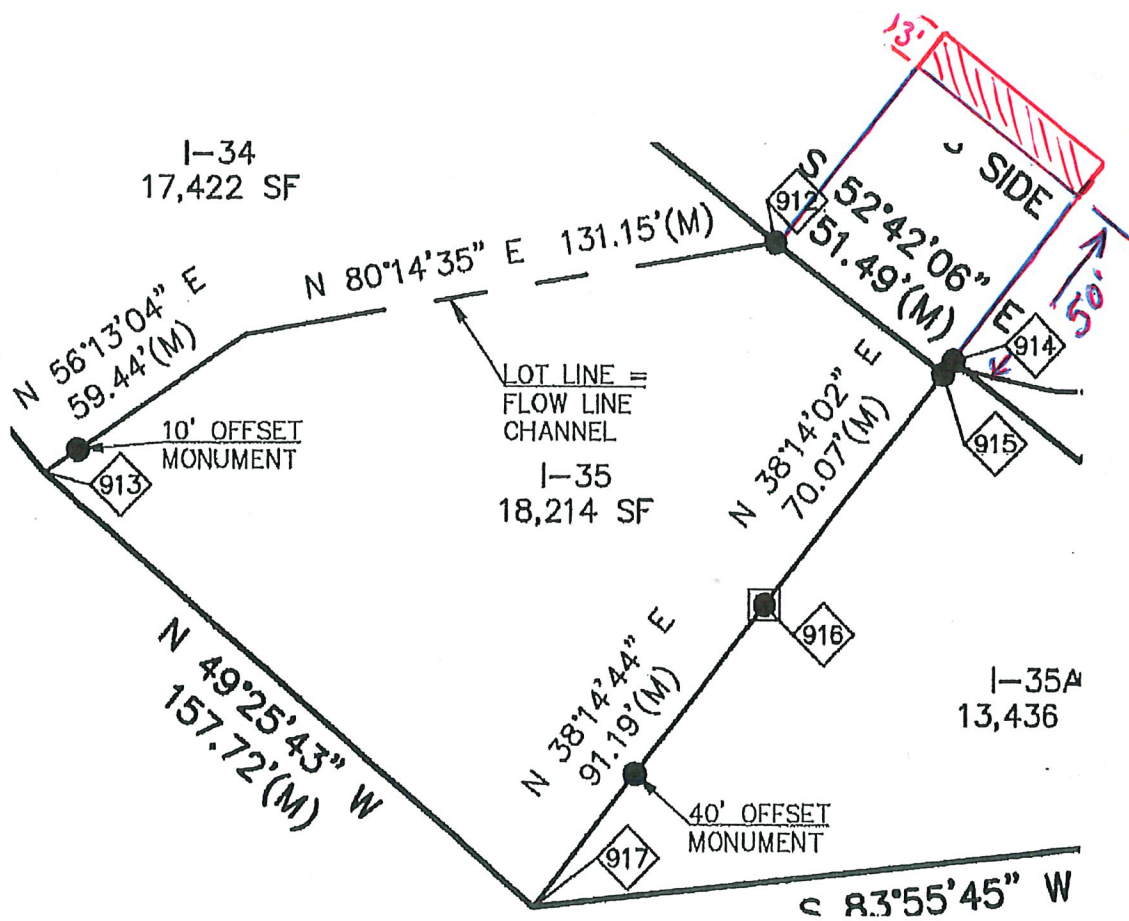 13'
I-34
17,422 SF
SIDE
912
S 52°42'06" E
51.49'(M)
50'
N 80°14'35" E 131.15'(M)
914
N 56°13'04" E
59.44'(M)
LOT LINE =
FLOW LINE
CHANNEL
10' OFFSET
MONUMENT
913
I-35
18,214 SF
N 38°14'02" E
70.07'(M)
915
916
N 49°25'43" W
157.72'(M)
N 38°14'44" E
91.19'(M)
I-35A
13,436
40' OFFSET
MONUMENT
917
S 83°55'45" W